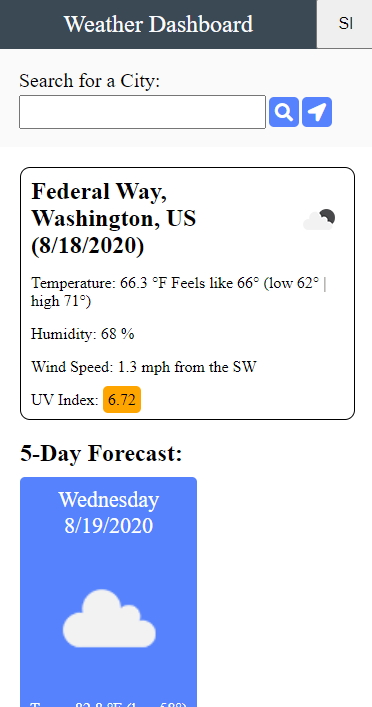 Weather Dashboard
SI
Search for a City:
Federal Way,
Washington, US
(8/18/2020)
Temperature: 66.3 °F Feels like 66° (low 62° |
high 71°)
Humidity: 68 %
Wind Speed: 1.3 mph from the SW
UV Index: 6.72
5-Day Forecast:
Wednesday
8/19/2020